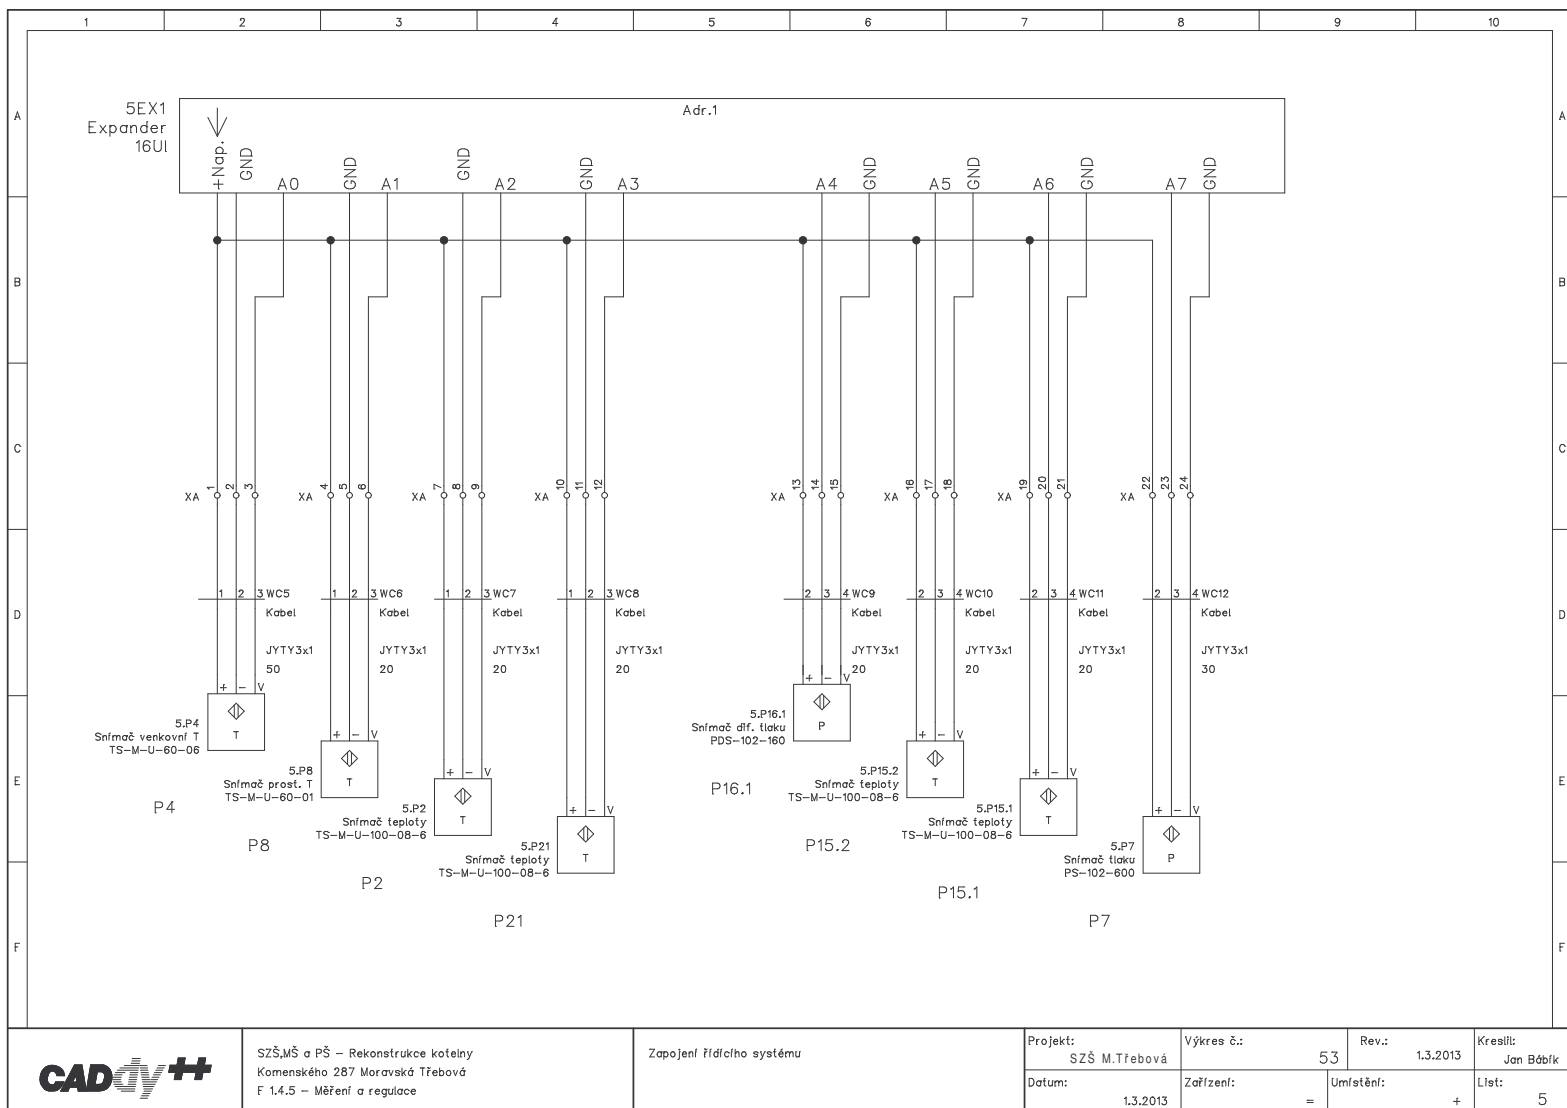 1 2 3 4 5 6 7 8 9 10
A A
B B
C C
D D
E E
F F
5EX1
Expander
16UI
Adr.1
+Nap. GND A0 GND A1 GND A2 GND A3 A4 GND A5 GND A6 GND A7 GND
XA 1 2 3 XA 4 5 6 XA 7 8 9 XA 10 11 12 XA 13 14 15 XA 16 17 18 XA 19 20 21 XA 22 23 24
1 2 3 WC5 1 2 3 WC6 1 2 3 WC7 1 2 3 WC8 2 3 4 WC9 2 3 4 WC10 2 3 4 WC11 2 3 4 WC12
Kabel Kabel Kabel Kabel Kabel Kabel Kabel Kabel
JYTY3x1 JYTY3x1 JYTY3x1 JYTY3x1 JYTY3x1 JYTY3x1 JYTY3x1 JYTY3x1
50 20 20 20 20 20 20 30
+ − V
5.P4
Snímač venkovní T
TS−M−U−60−06
T
P4
+ − V
5.P8
Snímač prost. T
TS−M−U−60−01
T
P8
+ − V
5.P2
Snímač teploty
TS−M−U−100−08−6
T
P2
+ − V
5.P21
Snímač teploty
TS−M−U−100−08−6
T
P21
+ − V
5.P16.1
Snímač dif. tlaku
PDS−102−160
P
P16.1
+ − V
5.P15.2
Snímač teploty
TS−M−U−100−08−6
T
P15.2
+ − V
5.P15.1
Snímač teploty
TS−M−U−100−08−6
T
P15.1
+ − V
5.P7
Snímač tlaku
PS−102−600
P
P7
CADdy++
SZŠ,MŠ a PŠ − Rekonstrukce kotelny
Komenského 287 Moravská Třebová
F 1.4.5 − Měření a regulace
Zapojení řídícího systému
Projekt:
SZŠ M.Třebová
Výkres č.:
53
Rev.:
1.3.2013
Kreslil:
Jan Bábík
Datum:
1.3.2013
Zařízení:
=
Umístění:
+
List:
5